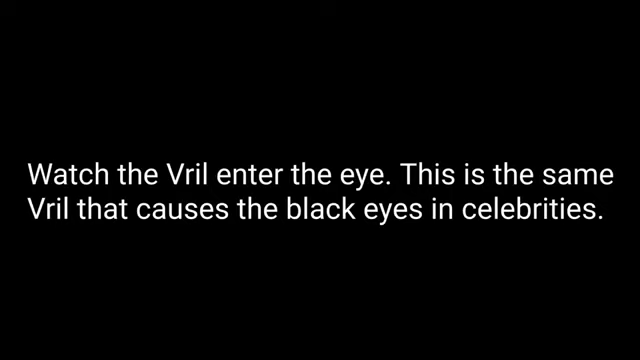 Watch the Vril enter the eye. This is the same
Vril that causes the black eyes in celebrities.